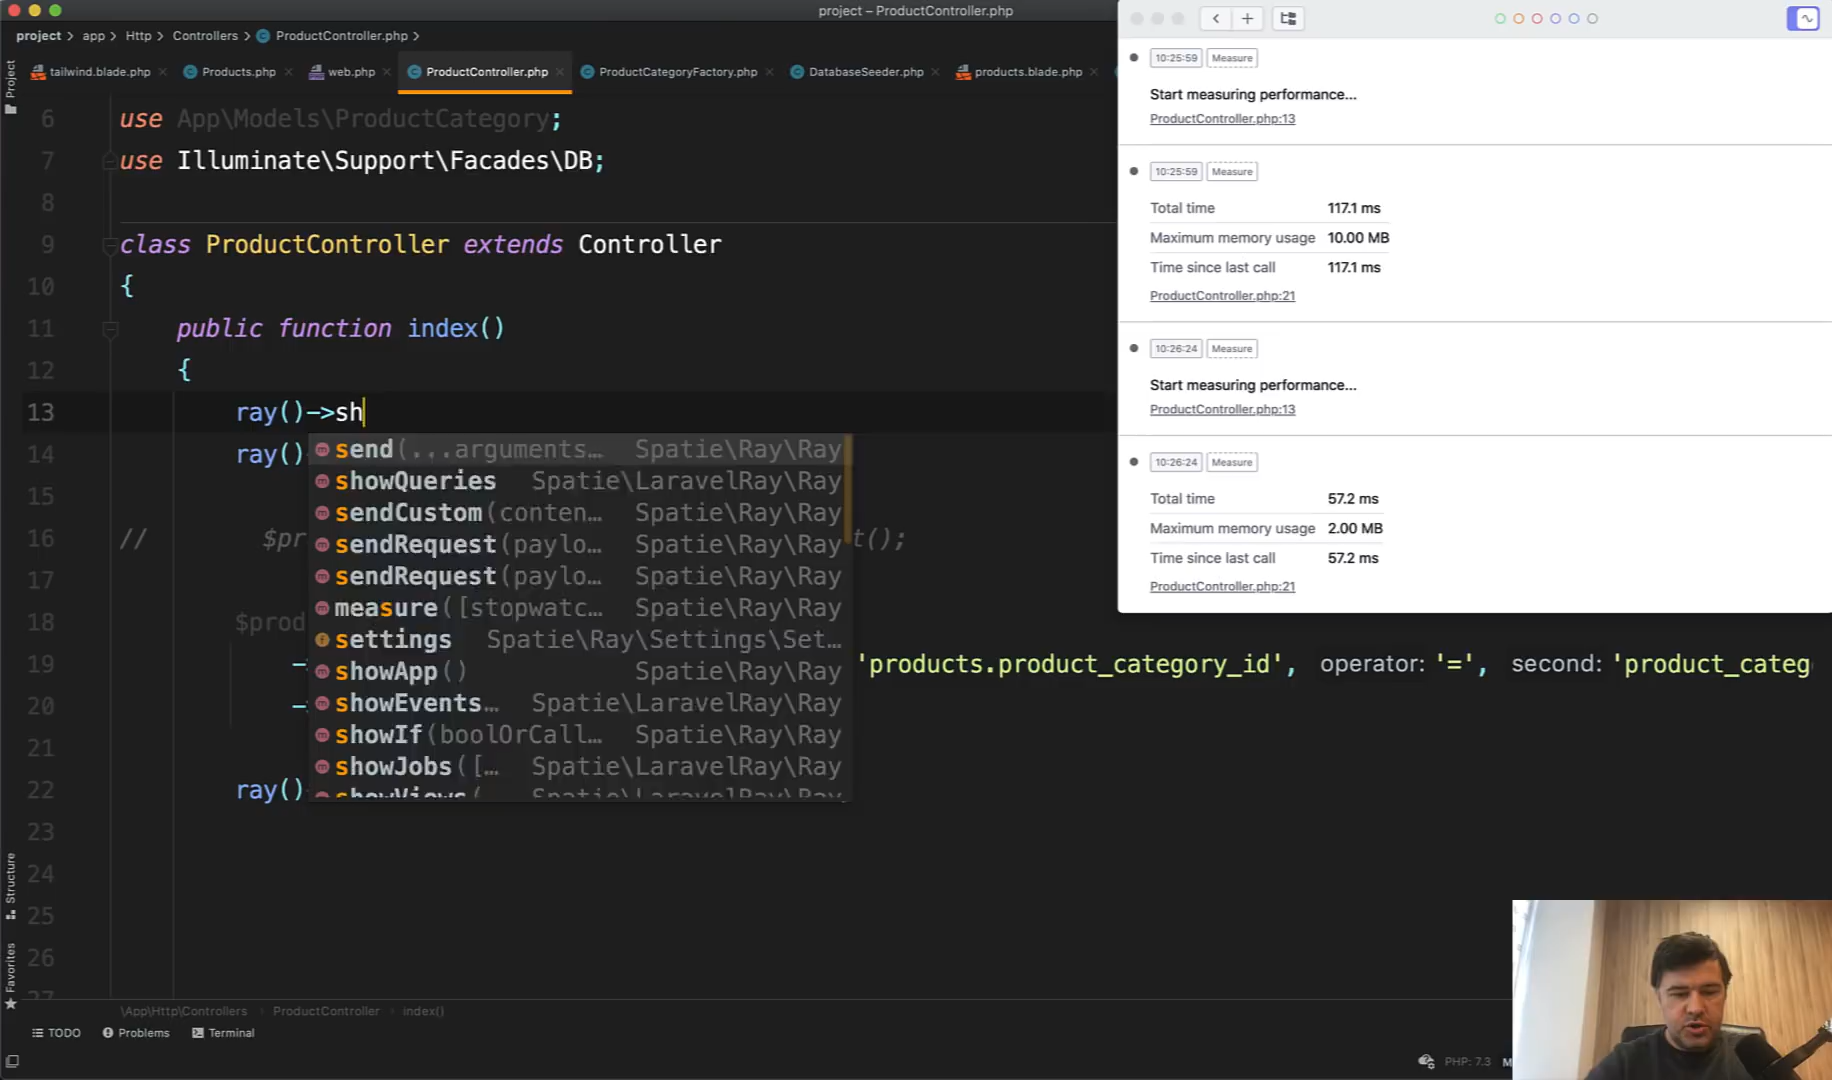 project – ProductController.php
project > app > Http > Controllers > ProductController.php >
tailwind.blade.php × Products.php × web.php × ProductController.php × ProductCategoryFactory.php × DatabaseSeeder.php × products.blade.php ×
Project
6 use App\Models\ProductCategory;
7 use Illuminate\Support\Facades\DB;
8
9 class ProductController extends Controller
10 {
11 public function index()
12 {
13 ray()->sh
14 ray()
15
16 // $pr t();
17
18 $prod
19 'products.product_category_id', operator: '=', second: 'product_categ
20
21
22 ray()
23
24
25
26
27
send(...arguments… Spatie\Ray\Ray
showQueries Spatie\LaravelRay\Ray
sendCustom(conten… Spatie\Ray\Ray
sendRequest(paylo… Spatie\Ray\Ray
sendRequest(paylo… Spatie\Ray\Ray
measure([stopwatc… Spatie\Ray\Ray
settings Spatie\Ray\Settings\Set…
showApp() Spatie\Ray\Ray
showEvents… Spatie\LaravelRay\Ray
showIf(boolOrCall… Spatie\Ray\Ray
showJobs([… Spatie\LaravelRay\Ray
showViews( Spatie\LaravelRay\Ray
10:25:59 Measure
Start measuring performance...
ProductController.php:13
10:25:59 Measure
Total time 117.1 ms
Maximum memory usage 10.00 MB
Time since last call 117.1 ms
ProductController.php:21
10:26:24 Measure
Start measuring performance...
ProductController.php:13
10:26:24 Measure
Total time 57.2 ms
Maximum memory usage 2.00 MB
Time since last call 57.2 ms
ProductController.php:21
Structure
Favorites
\App\Http\Controllers > ProductController > index()
TODO Problems Terminal
PHP: 7.3 M